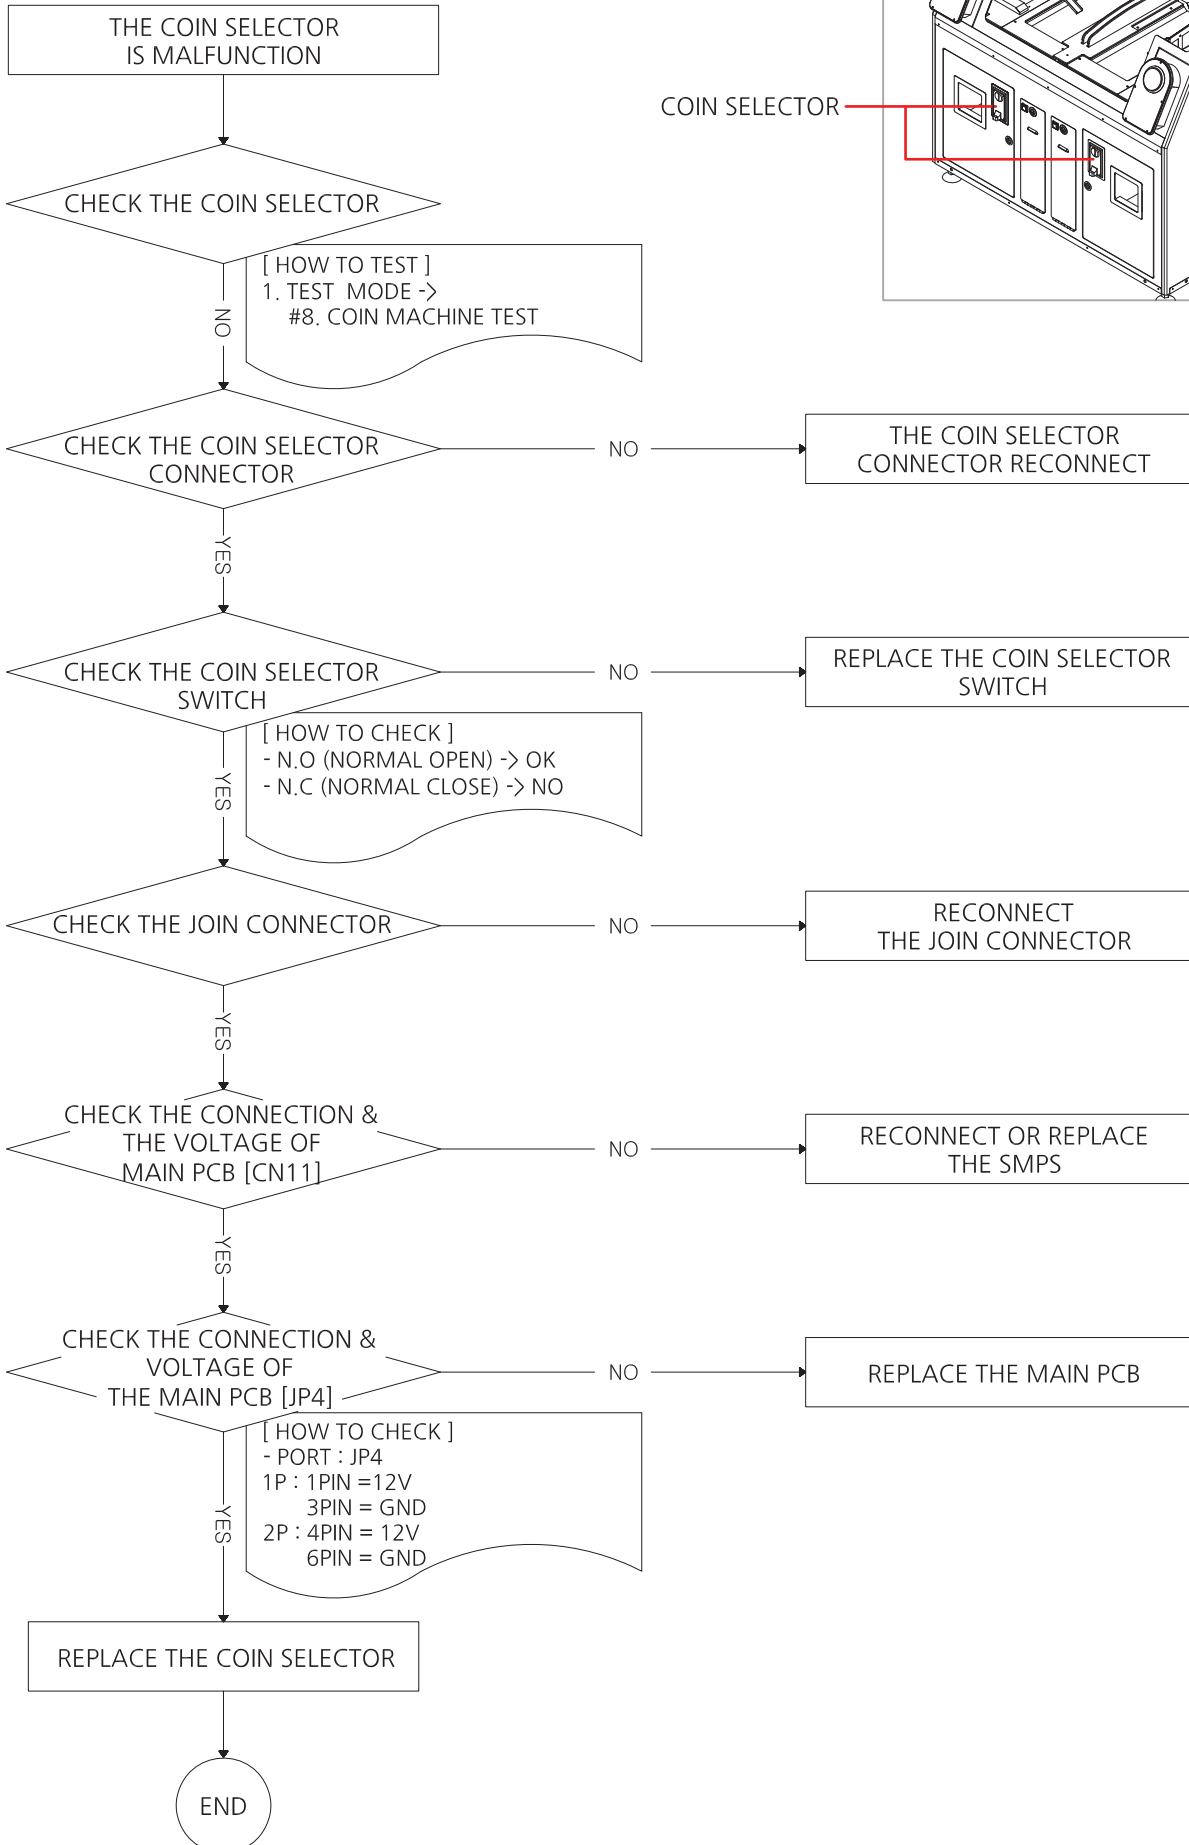 THE COIN SELECTOR
IS MALFUNCTION
COIN SELECTOR
CHECK THE COIN SELECTOR
[ HOW TO TEST ]
1. TEST MODE ->
#8. COIN MACHINE TEST
NO
CHECK THE COIN SELECTOR
CONNECTOR
NO
THE COIN SELECTOR
CONNECTOR RECONNECT
YES
CHECK THE COIN SELECTOR
SWITCH
NO
REPLACE THE COIN SELECTOR
SWITCH
[ HOW TO CHECK ]
- N.O (NORMAL OPEN) -> OK
- N.C (NORMAL CLOSE) -> NO
YES
CHECK THE JOIN CONNECTOR
NO
RECONNECT
THE JOIN CONNECTOR
YES
CHECK THE CONNECTION &
THE VOLTAGE OF
MAIN PCB [CN11]
NO
RECONNECT OR REPLACE
THE SMPS
YES
CHECK THE CONNECTION &
VOLTAGE OF
THE MAIN PCB [JP4]
NO
REPLACE THE MAIN PCB
[ HOW TO CHECK ]
- PORT : JP4
1P : 1PIN =12V
3PIN = GND
2P : 4PIN = 12V
6PIN = GND
YES
REPLACE THE COIN SELECTOR
END